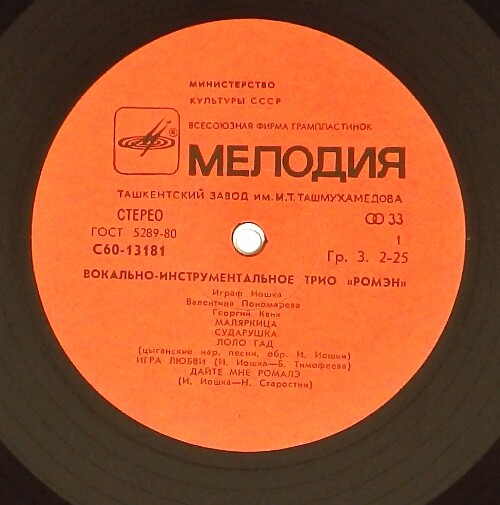 МИНИСТЕРСТВО
КУЛЬТУРЫ СССР
ВСЕСОЮЗНАЯ ФИРМА ГРАМПЛАСТИНОК
® МЕЛОДИЯ
ТАШКЕНТСКИЙ ЗАВОД ИМ. М.Т. ТАШМУХАМЕДОВА
СТЕРЕО 33
ГОСТ 5289-80 1
С60-13181 Гр. 3. 2-25
ВОКАЛЬНО-ИНСТРУМЕНТАЛЬНОЕ ТРИО «РОМЭН»
Играф Иошка
Валентина Пономарева
Георгий Квик
МАЛЯРКИЦА
СУДАРУШКА
ЛОЛО ГАД
(цыганские нар. песни, обр. И. Иошки)
ИГРА ЛЮБВИ (И. Иошка—Б. Тимофеева)
ДАЙТЕ МНЕ РОМАЛЭ
(И. Иошка—Н. Старостин)